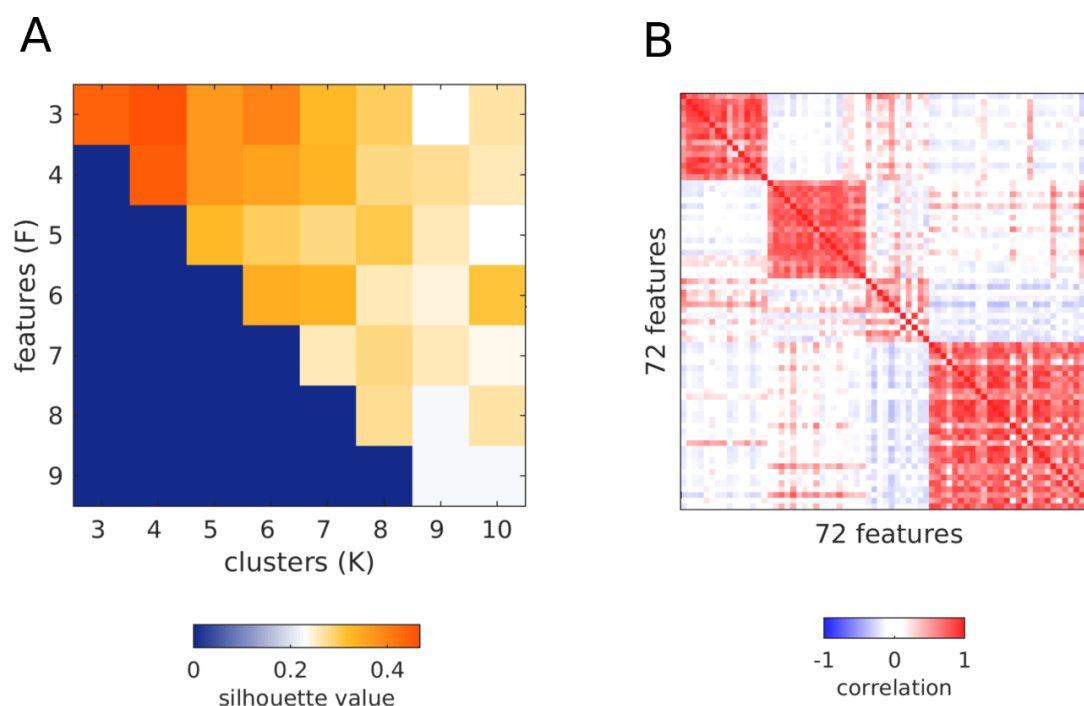 A
B
3
4
5
6
7
8
9
features (F)
3 4 5 6 7 8 9 10
clusters (K)
0 0.2 0.4
silhouette value
72 features
72 features
-1 0 1
correlation